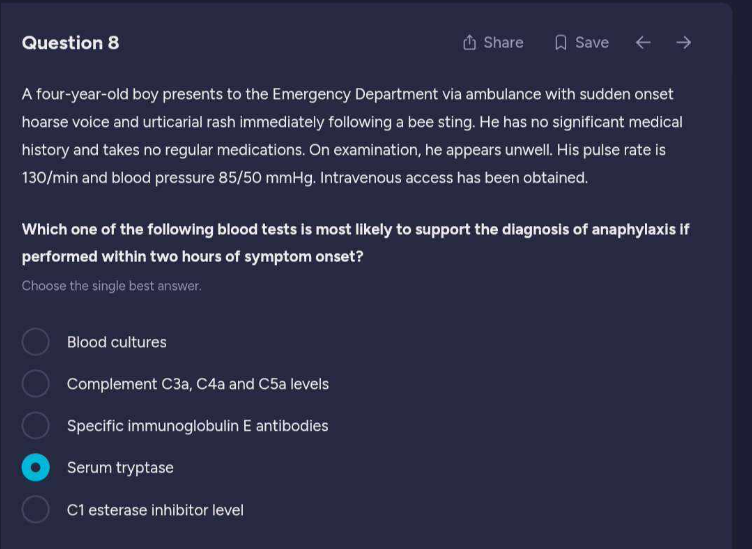 Question 8
Share
Save
A four-year-old boy presents to the Emergency Department via ambulance with sudden onset
hoarse voice and urticarial rash immediately following a bee sting. He has no significant medical
history and takes no regular medications. On examination, he appears unwell. His pulse rate is
130/min and blood pressure 85/50 mmHg. Intravenous access has been obtained.
Which one of the following blood tests is most likely to support the diagnosis of anaphylaxis if
performed within two hours of symptom onset?
Choose the single best answer.
Blood cultures
Complement C3a, C4a and C5a levels
Specific immunoglobulin E antibodies
Serum tryptase
C1 esterase inhibitor level